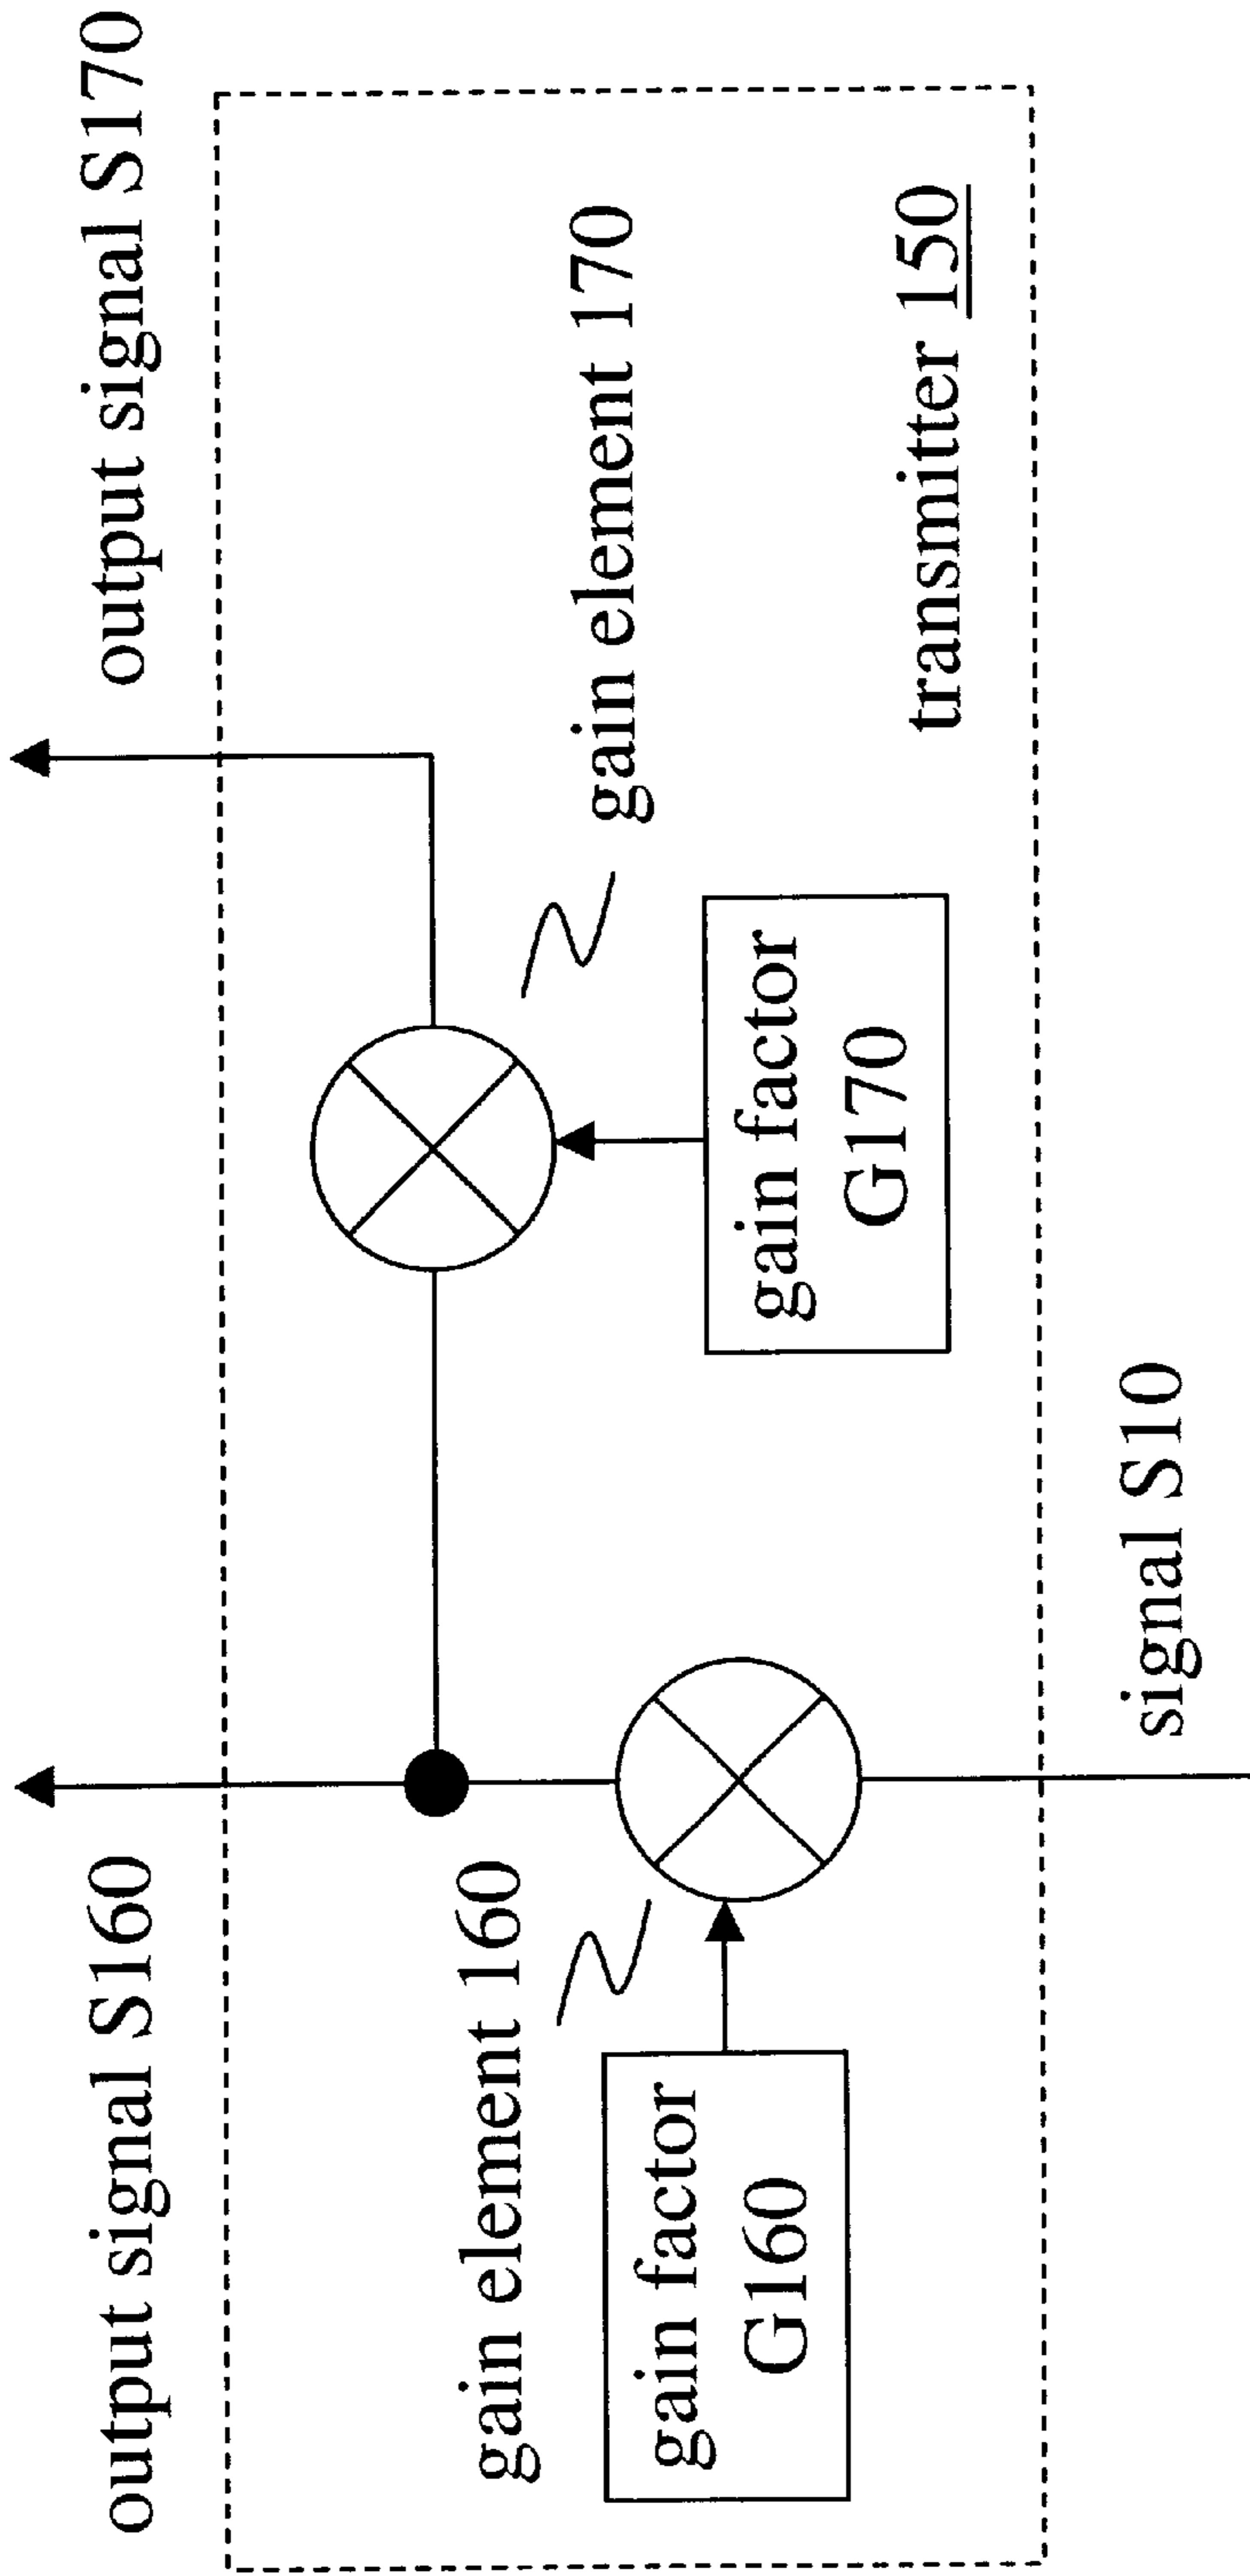 output signal S160
output signal S170
gain element 160
gain element 170
gain factor
G160
gain factor
G170
transmitter 150
signal S10